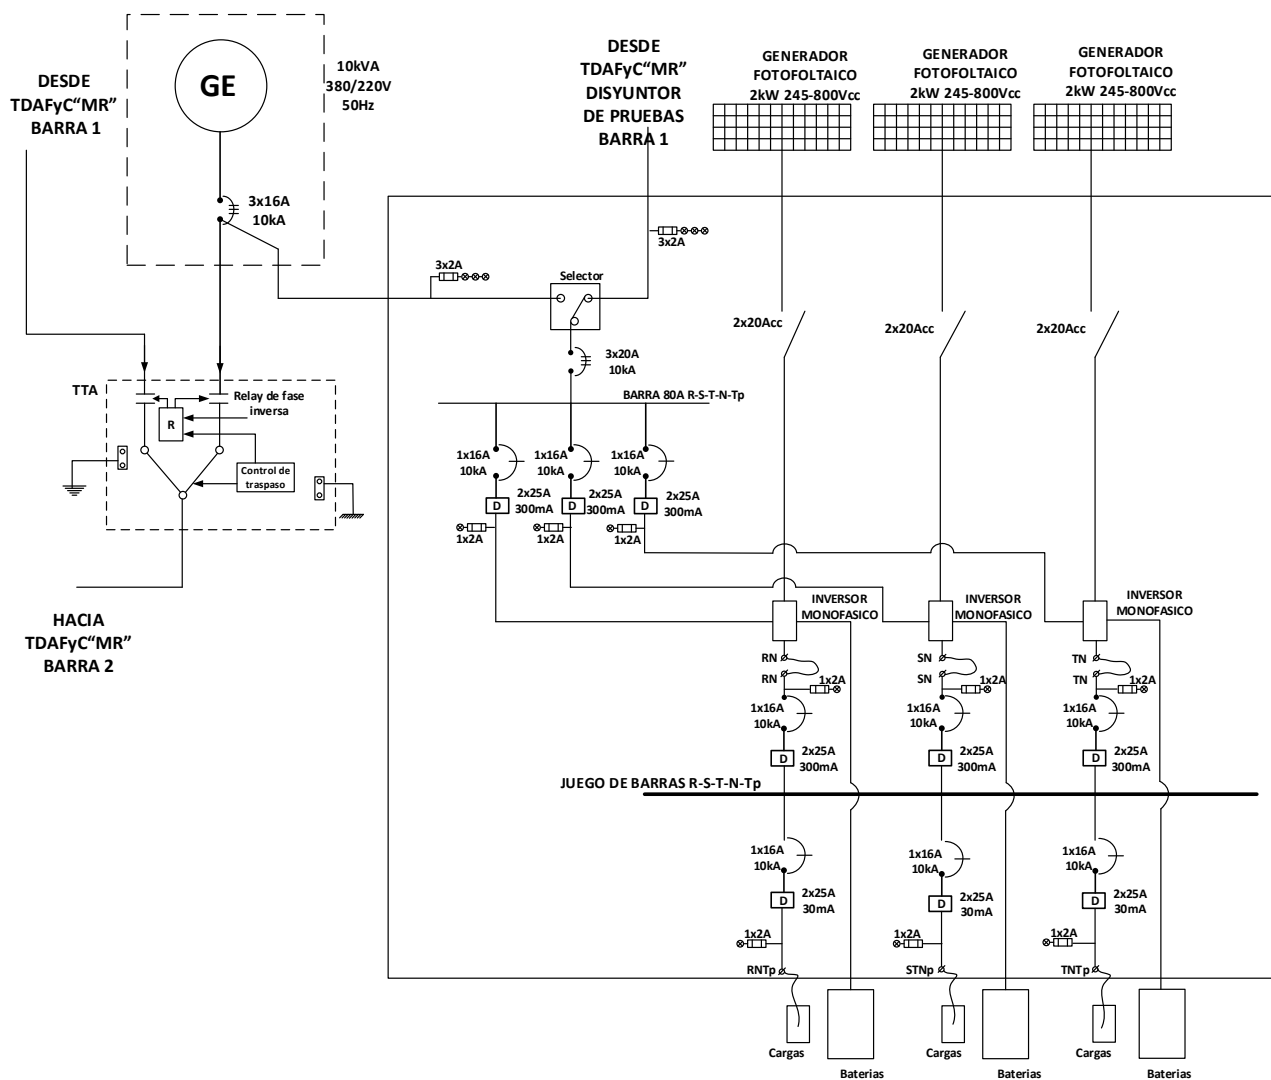 GE
10kVA
380/220V
50Hz
DESDE
TDAFyC“MR”
BARRA 1
3x16A
10kA
DESDE
TDAFyC“MR”
DISYUNTOR
DE PRUEBAS
BARRA 1
GENERADOR
FOTOFOLTAICO
2kW 245-800Vcc
GENERADOR
FOTOFOLTAICO
2kW 245-800Vcc
GENERADOR
FOTOFOLTAICO
2kW 245-800Vcc
3x2A
3x2A
Selector
3x20A
10kA
2x20Acc
2x20Acc
2x20Acc
TTA
Relay de fase
inversa
R
Control de
traspaso
HACIA
TDAFyC“MR”
BARRA 2
BARRA 80A R-S-T-N-Tp
1x16A
10kA
1x16A
10kA
1x16A
10kA
D
2x25A
300mA
D
2x25A
300mA
D
2x25A
300mA
1x2A
1x2A
1x2A
INVERSOR
MONOFASICO
INVERSOR
MONOFASICO
INVERSOR
MONOFASICO
RN
RN
1x2A
SN
SN
1x2A
TN
TN
1x2A
1x16A
10kA
1x16A
10kA
1x16A
10kA
D
2x25A
300mA
D
2x25A
300mA
D
2x25A
300mA
JUEGO DE BARRAS R-S-T-N-Tp
1x16A
10kA
1x16A
10kA
1x16A
10kA
D
2x25A
30mA
D
2x25A
30mA
D
2x25A
30mA
1x2A
1x2A
1x2A
RNTp
STNp
TNTp
Cargas
Baterias
Cargas
Baterias
Cargas
Baterias